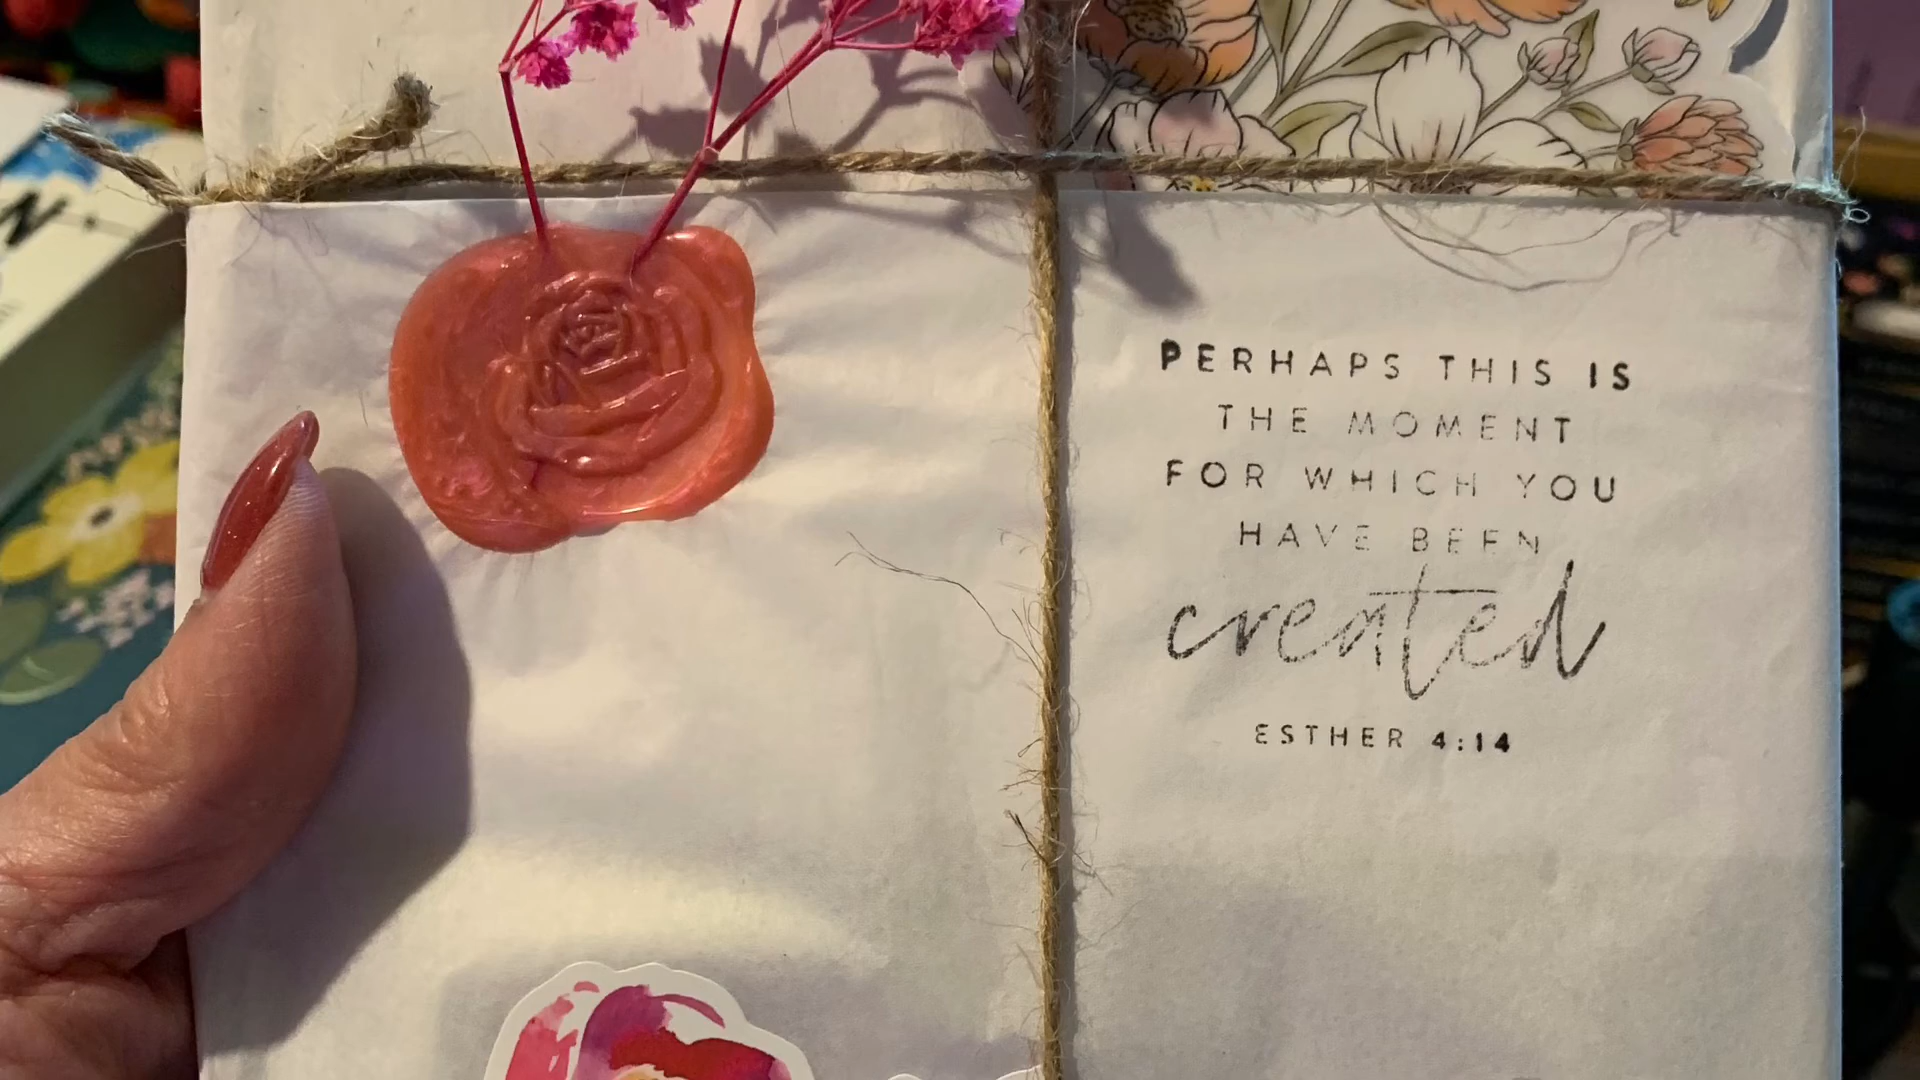 PERHAPS THIS IS
THE MOMENT
FOR WHICH YOU
HAVE BEEN
created
ESTHER 4:14